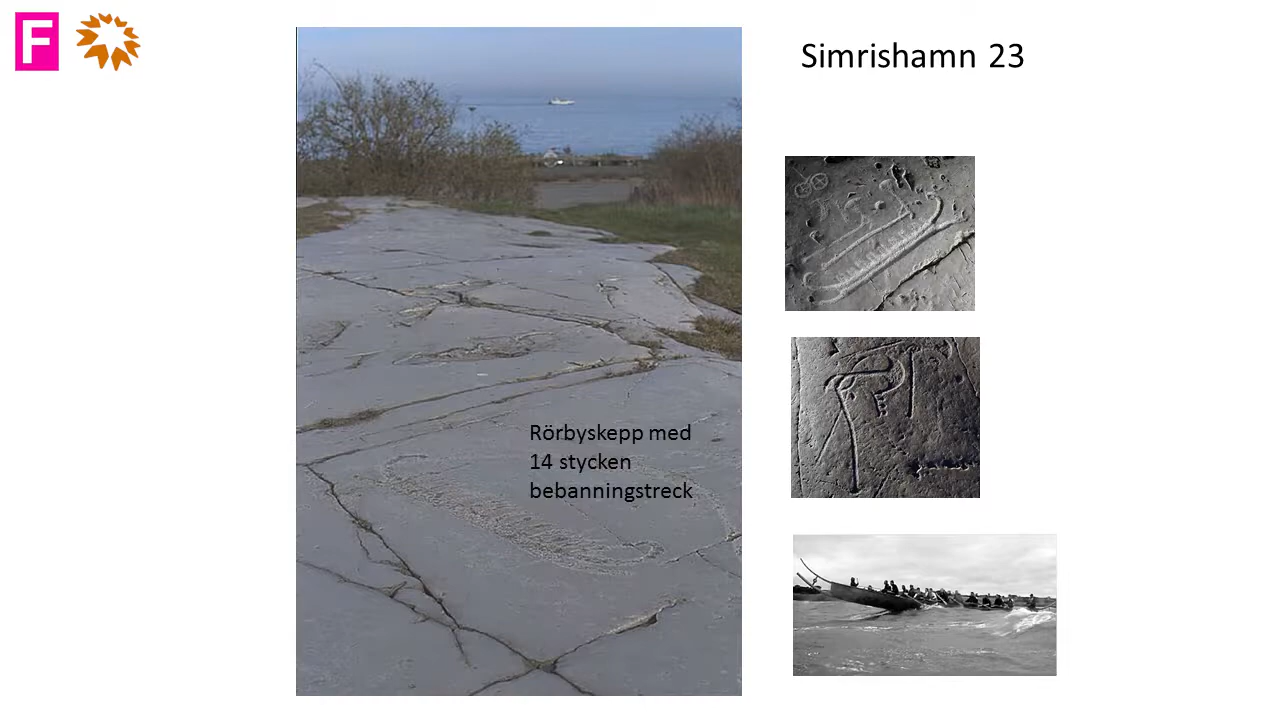 F
Simrishamn 23
Rörbyskepp med
14 stycken
bebanningstreck